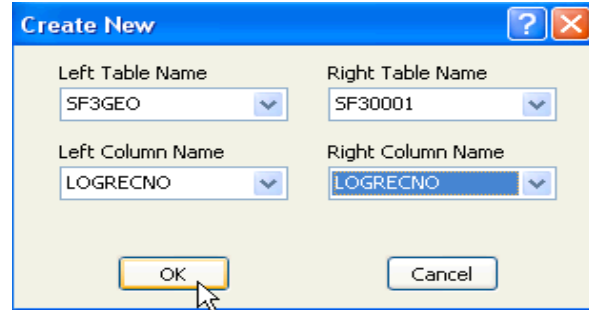 Create New
Left Table Name Right Table Name
SF3GEO SF30001
Left Column Name Right Column Name
LOGRECNO LOGRECNO
OK Cancel